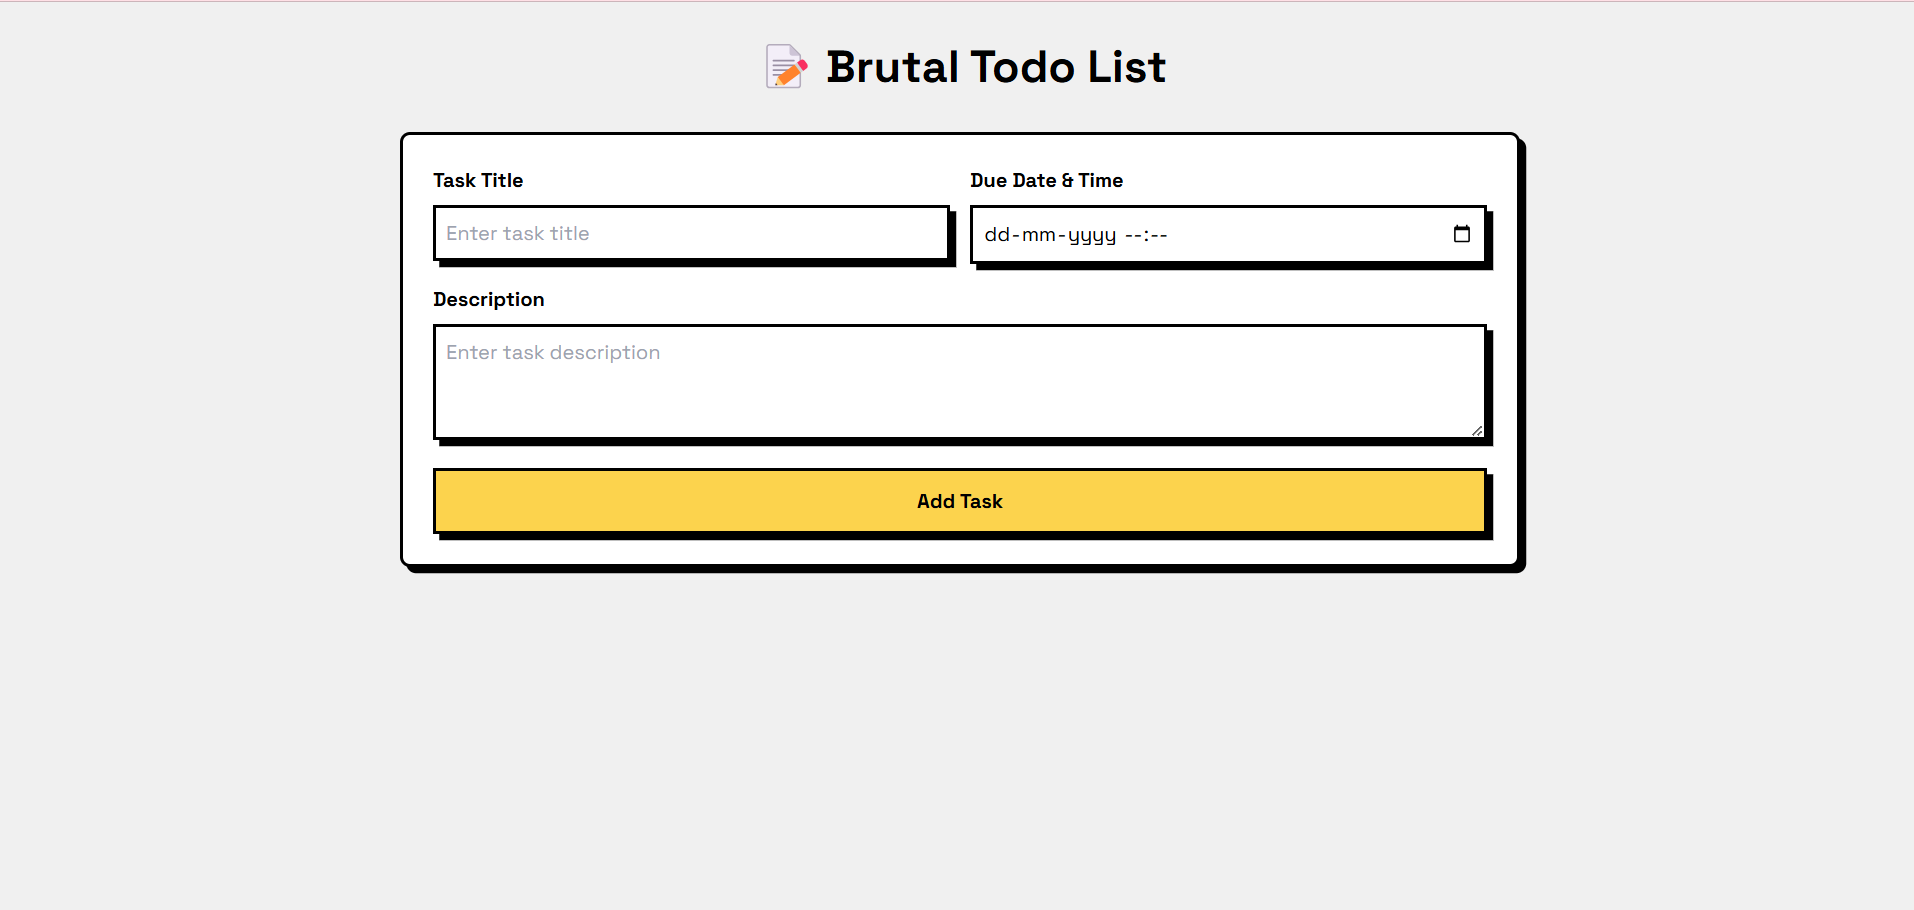 Brutal Todo List
Task Title
Due Date & Time
Enter task title
dd-mm-yyyy --:--
Description
Enter task description
Add Task